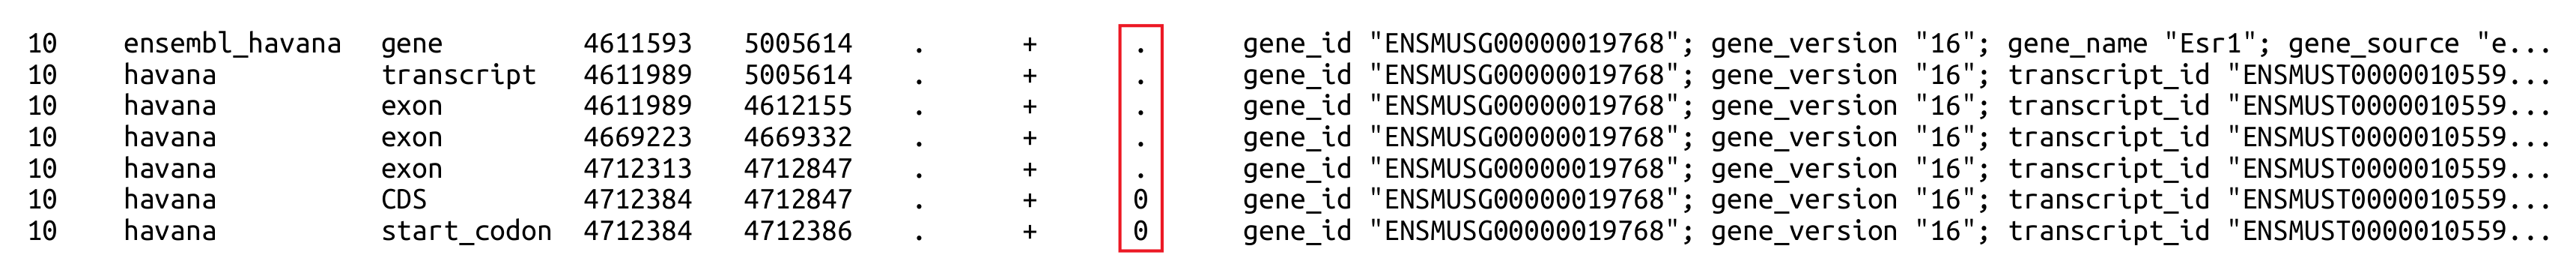 10 ensembl_havana gene 4611593 5005614 . + . gene_id "ENSMUSG00000019768"; gene_version "16"; gene_name "Esr1"; gene_source "e...
10 havana transcript 4611989 5005614 . + . gene_id "ENSMUSG00000019768"; gene_version "16"; transcript_id "ENSMUST0000010559...
10 havana exon 4611989 4612155 . + . gene_id "ENSMUSG00000019768"; gene_version "16"; transcript_id "ENSMUST0000010559...
10 havana exon 4669223 4669332 . + . gene_id "ENSMUSG00000019768"; gene_version "16"; transcript_id "ENSMUST0000010559...
10 havana exon 4712313 4712847 . + . gene_id "ENSMUSG00000019768"; gene_version "16"; transcript_id "ENSMUST0000010559...
10 havana CDS 4712384 4712847 . + 0 gene_id "ENSMUSG00000019768"; gene_version "16"; transcript_id "ENSMUST0000010559...
10 havana start_codon 4712384 4712386 . + 0 gene_id "ENSMUSG00000019768"; gene_version "16"; transcript_id "ENSMUST0000010559...